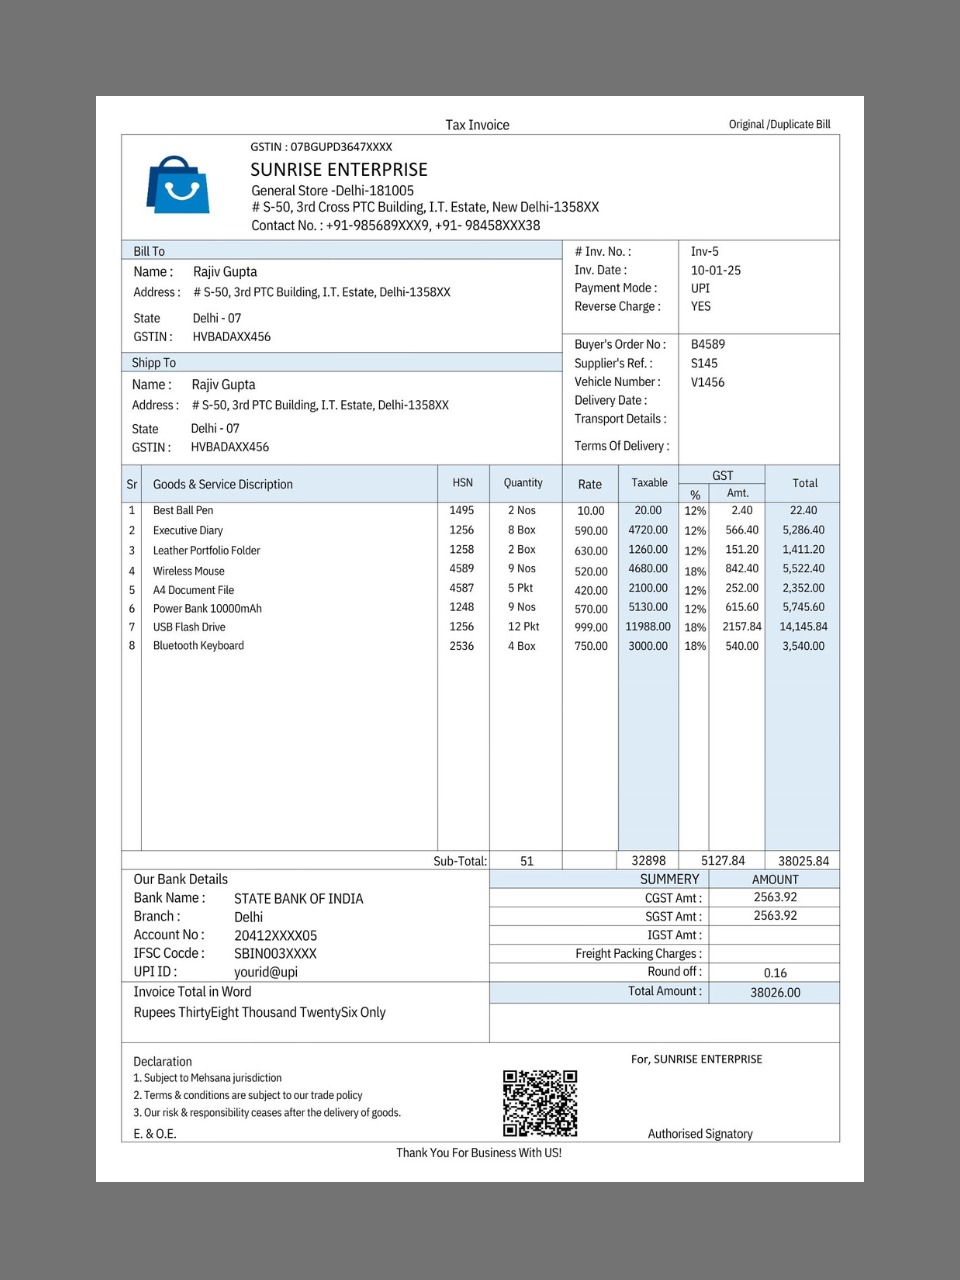 Tax Invoice
Original /Duplicate Bill
GSTIN : 07BGUPD3647XXXX
SUNRISE ENTERPRISE
General Store -Delhi-181005
# S-50, 3rd Cross PTC Building, I.T. Estate, New Delhi-1358XX
Contact No. : +91-985689XXX9, +91- 98458XXX38
Bill To
Name : Rajiv Gupta
Address : # S-50, 3rd PTC Building, I.T. Estate, Delhi-1358XX
State Delhi - 07
GSTIN : HVBADAXX456
Shipp To
Name : Rajiv Gupta
Address : # S-50, 3rd PTC Building, I.T. Estate, Delhi-1358XX
State Delhi - 07
GSTIN : HVBADAXX456
# Inv. No. : Inv-5
Inv. Date : 10-01-25
Payment Mode : UPI
Reverse Charge : YES
Buyer's Order No : B4589
Supplier's Ref. : S145
Vehicle Number : V1456
Delivery Date :
Transport Details :
Terms Of Delivery :
Sr Goods & Service Discription HSN Quantity Rate Taxable GST Total
% Amt.
1 Best Ball Pen 1495 2 Nos 10.00 20.00 12% 2.40 22.40
2 Executive Diary 1256 8 Box 590.00 4720.00 12% 566.40 5,286.40
3 Leather Portfolio Folder 1258 2 Box 630.00 1260.00 12% 151.20 1,411.20
4 Wireless Mouse 4589 9 Nos 520.00 4680.00 18% 842.40 5,522.40
5 A4 Document File 4587 5 Pkt 420.00 2100.00 12% 252.00 2,352.00
6 Power Bank 10000mAh 1248 9 Nos 570.00 5130.00 12% 615.60 5,745.60
7 USB Flash Drive 1256 12 Pkt 999.00 11988.00 18% 2157.84 14,145.84
8 Bluetooth Keyboard 2536 4 Box 750.00 3000.00 18% 540.00 3,540.00
Sub-Total: 51 32898 5127.84 38025.84
Our Bank Details
Bank Name : STATE BANK OF INDIA
Branch : Delhi
Account No : 20412XXXX05
IFSC Cocde : SBIN003XXXX
UPI ID : yourid@upi
SUMMERY AMOUNT
CGST Amt : 2563.92
SGST Amt : 2563.92
IGST Amt :
Freight Packing Charges :
Round off : 0.16
Total Amount : 38026.00
Invoice Total in Word
Rupees ThirtyEight Thousand TwentySix Only
Declaration
1. Subject to Mehsana jurisdiction
2. Terms & conditions are subject to our trade policy
3. Our risk & responsibility ceases after the delivery of goods.
E. & O.E.
For, SUNRISE ENTERPRISE
Authorised Signatory
Thank You For Business With US!